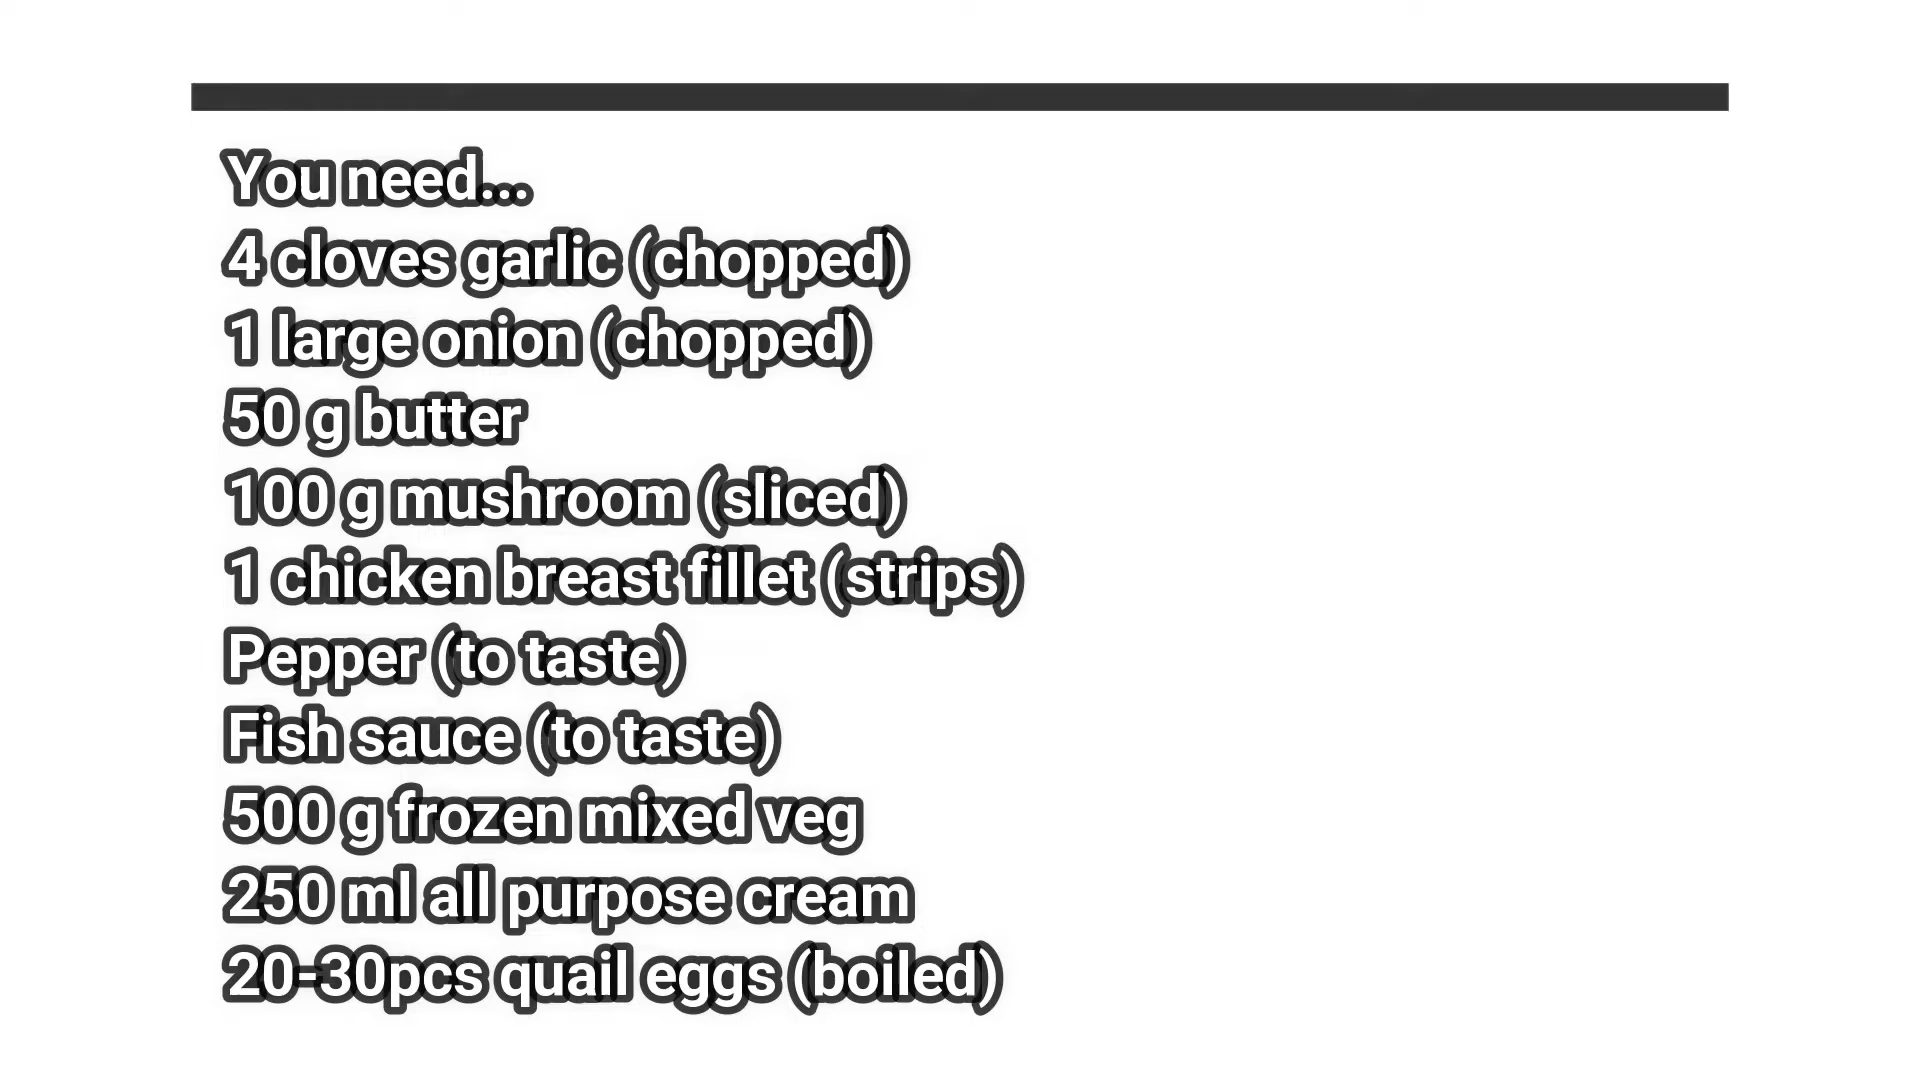 You need...
4 cloves garlic (chopped)
1 large onion (chopped)
50 g butter
100 g mushroom (sliced)
1 chicken breast fillet (strips)
Pepper (to taste)
Fish sauce (to taste)
500 g frozen mixed veg
250 ml all purpose cream
20-30pcs quail eggs (boiled)